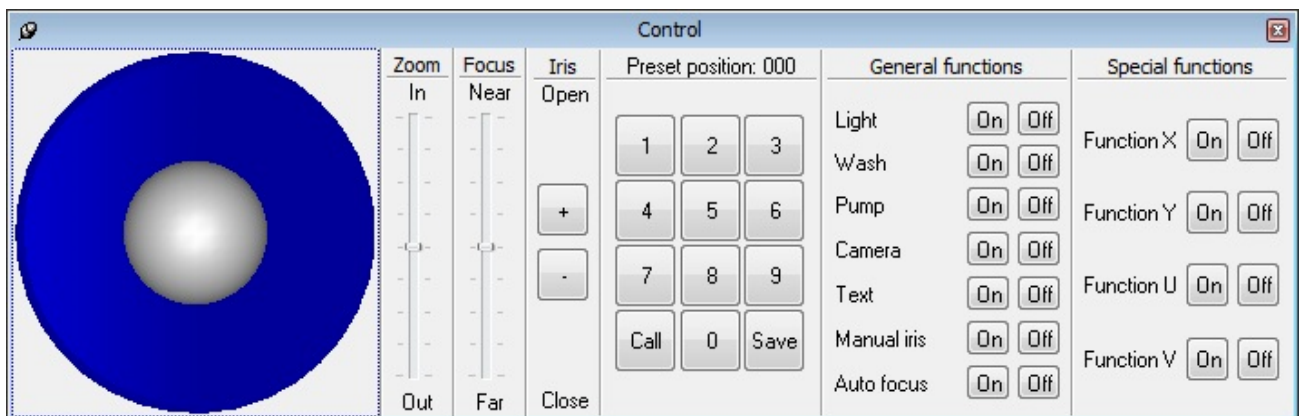 Control
Zoom
In
Out
Focus
Near
Far
Iris
Open
+
-
Close
Preset position: 000
1 2 3
4 5 6
7 8 9
Call 0 Save
General functions
Light On Off
Wash On Off
Pump On Off
Camera On Off
Text On Off
Manual iris On Off
Auto focus On Off
Special functions
Function X On Off
Function Y On Off
Function U On Off
Function V On Off